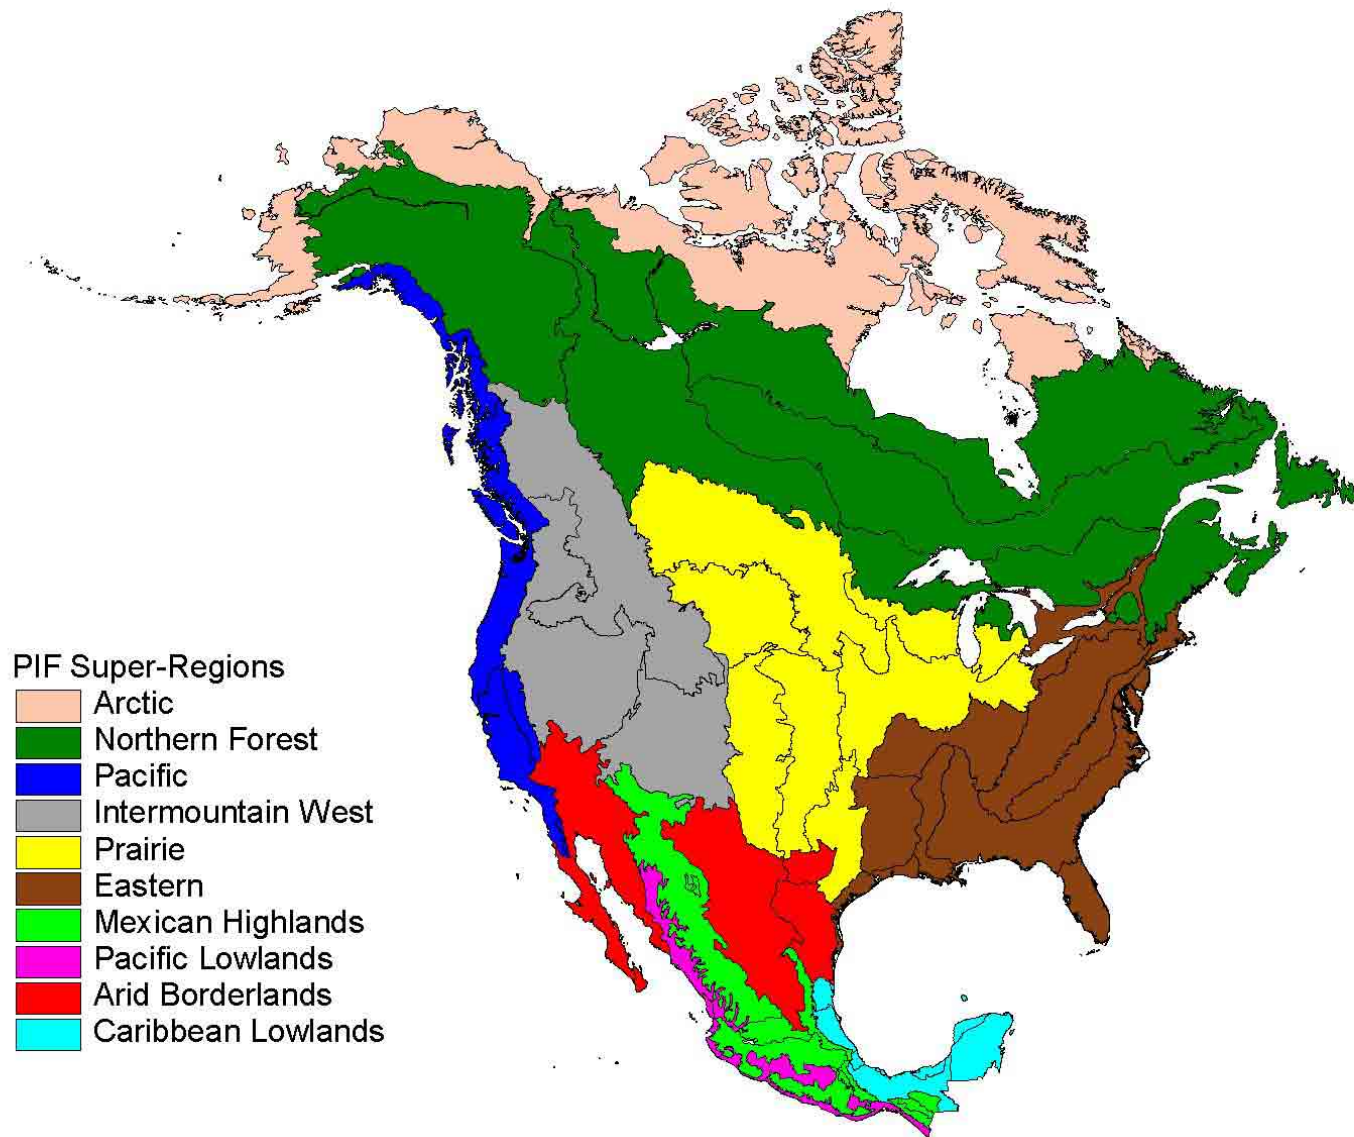 PIF Super-Regions
Arctic
Northern Forest
Pacific
Intermountain West
Prairie
Eastern
Mexican Highlands
Pacific Lowlands
Arid Borderlands
Caribbean Lowlands